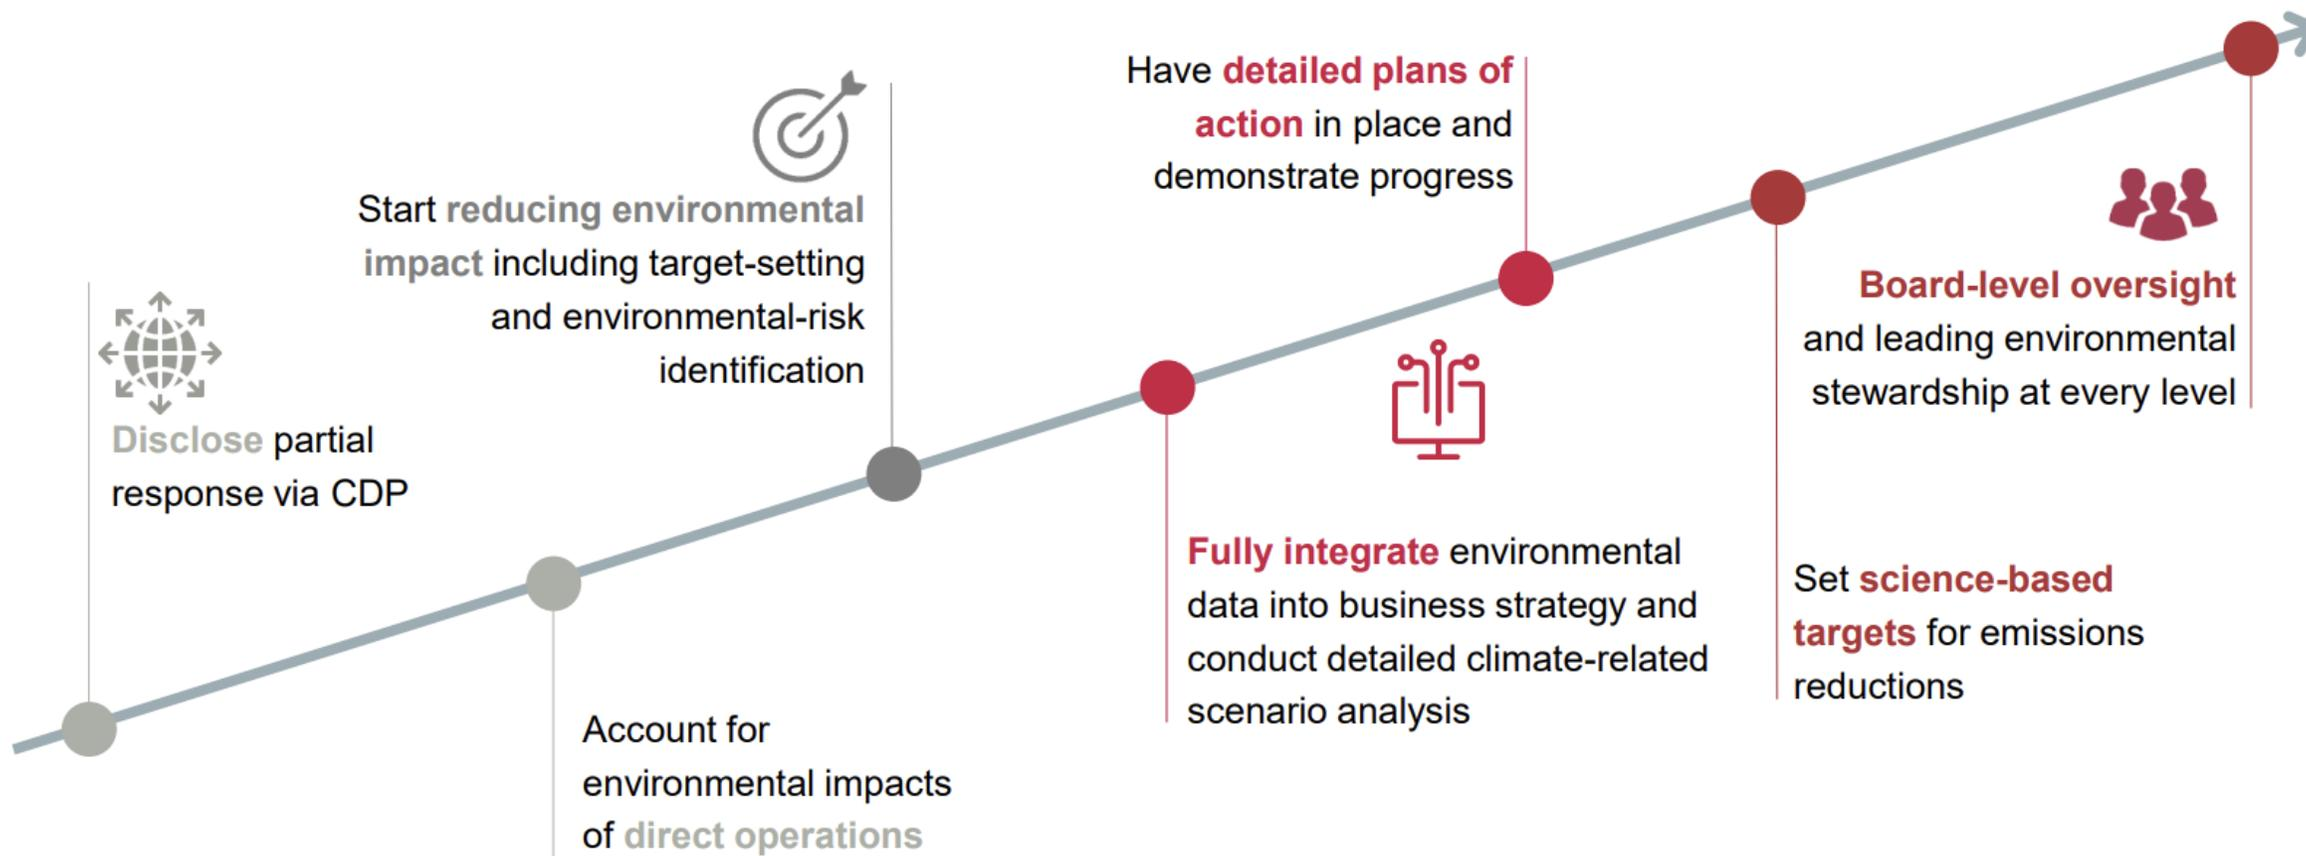 Disclose partial
response via CDP
Account for
environmental impacts
of direct operations
Start reducing environmental
impact including target-setting
and environmental-risk
identification
Fully integrate environmental
data into business strategy and
conduct detailed climate-related
scenario analysis
Have detailed plans of
action in place and
demonstrate progress
Set science-based
targets for emissions
reductions
Board-level oversight
and leading environmental
stewardship at every level